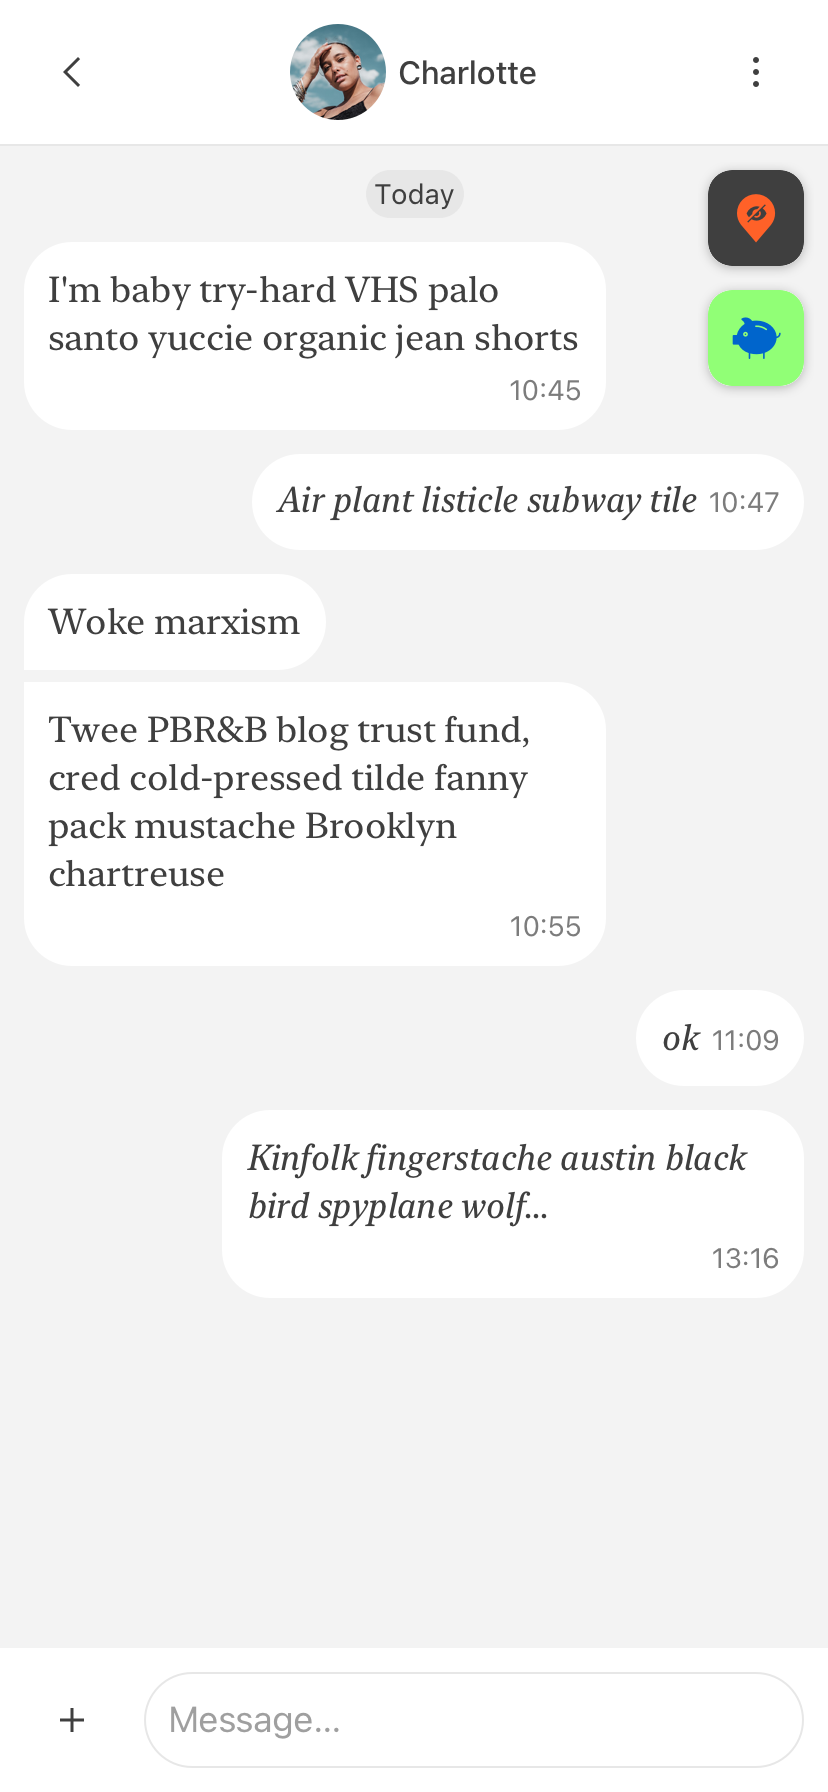 Charlotte
Today
I'm baby try-hard VHS palo
santo yuccie organic jean shorts
10:45
Air plant listicle subway tile 10:47
Woke marxism
Twee PBR&B blog trust fund,
cred cold-pressed tilde fanny
pack mustache Brooklyn
chartreuse
10:55
ok 11:09
Kinfolk fingerstache austin black
bird spyplane wolf...
13:16
Message...